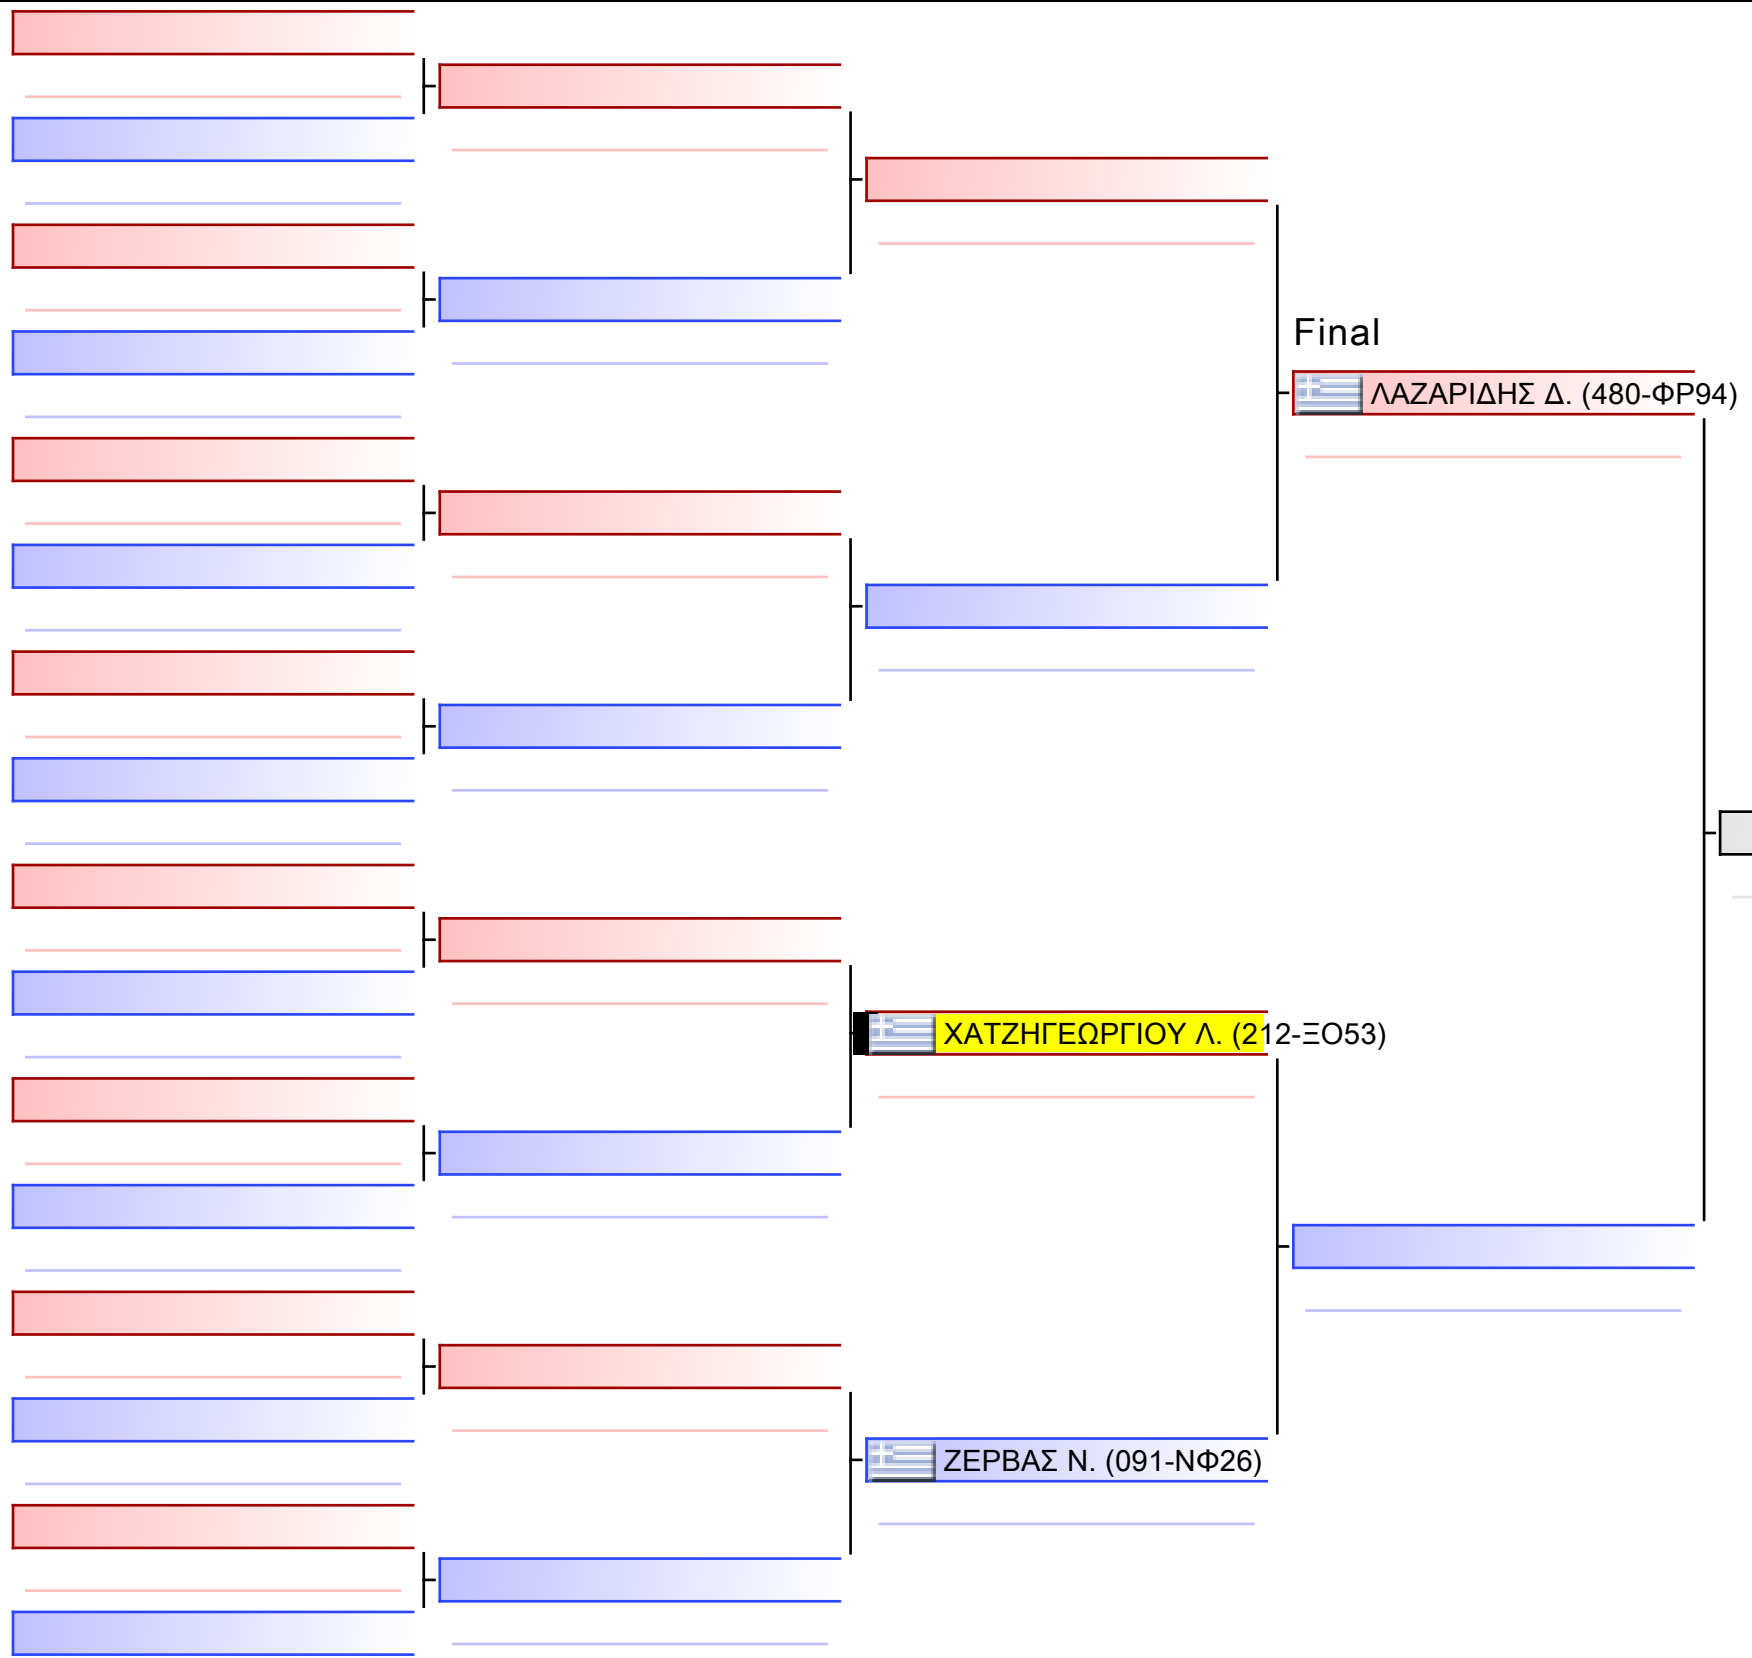 Final
ΛΑΖΑΡΙΔΗΣ Δ. (480-ΦΡ94)
ΧΑΤΖΗΓΕΩΡΓΙΟΥ Λ. (212-ΞΟ53)
ΖΕΡΒΑΣ Ν. (091-ΝΦ26)